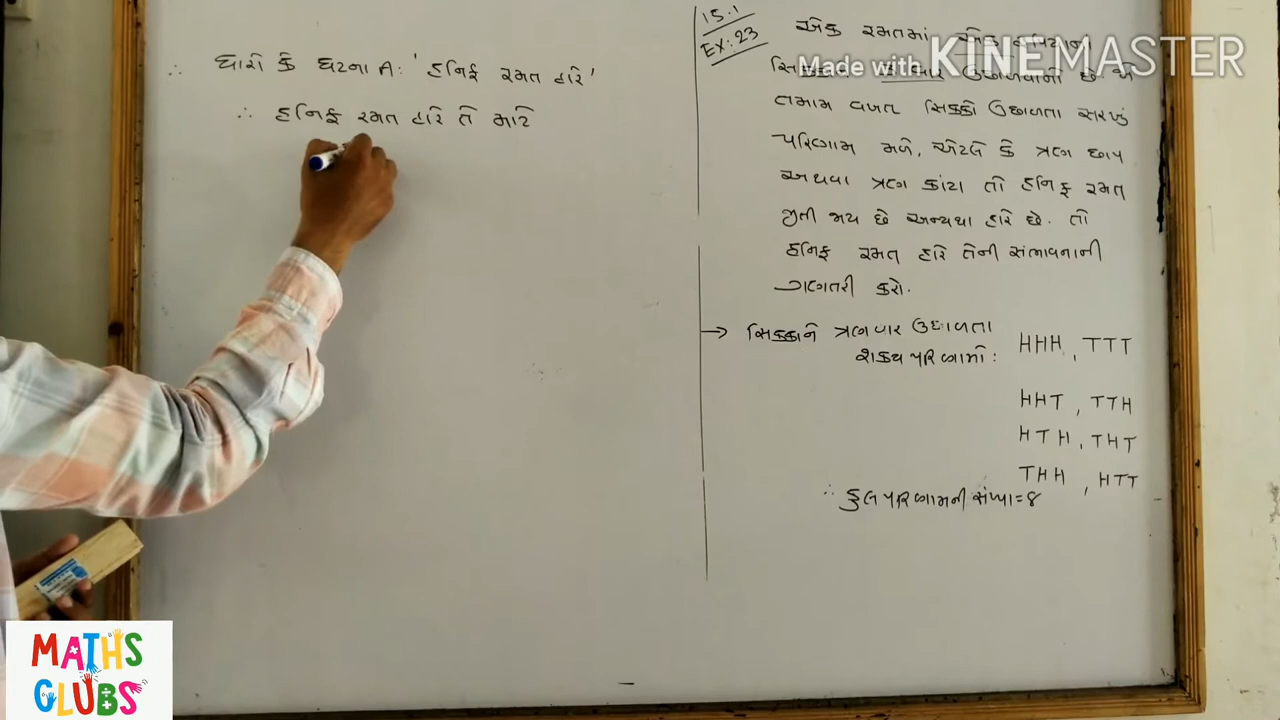 ∴ ધારો કે ઘટના A: 'હનિફ રમત હારે'
∴ હનિફ રમત હારે તે માટે
15.1
EX:23
એક રમતમાં એક
Made with KINEMASTER
ઉછાળવાનો છે એ
તમામ વખત સિક્કો ઉછાળતા સરખું
પરિણામ મળે, એટલે કે ત્રણ છાપ
અથવા ત્રણ કાંટા તો હનિફ રમત
જીતી જાય છે અન્યથા હારે છે. તો
હનિફ રમત હારે તેની સંભાવનાની
ગણતરી કરો.
→ સિક્કાને ત્રણવાર ઉછાળતા
શક્ય પરિણામો: HHH, TTT
HHT, TTH
HTH, THT
THH, HTT
∴ કુલ પરિણામની સંખ્યા=૪
MATHS
CLUBS